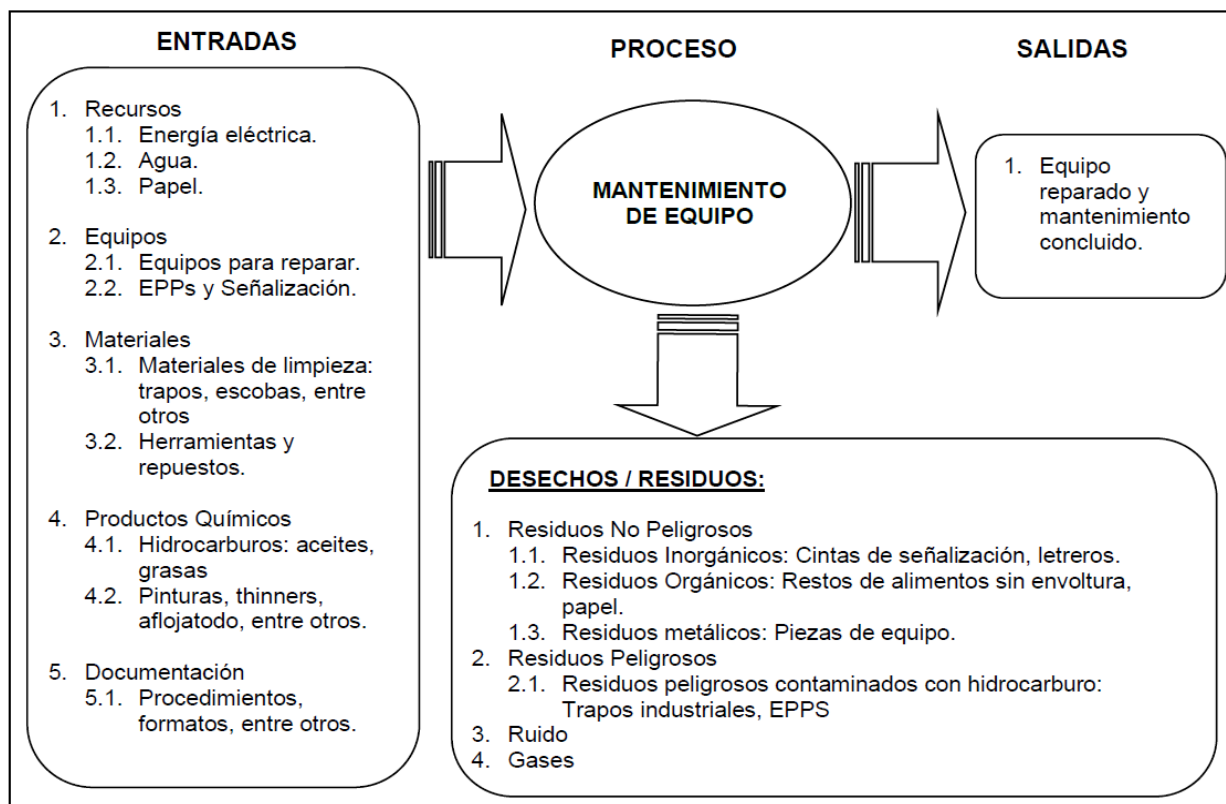 ENTRADAS
1. Recursos
1.1. Energía eléctrica.
1.2. Agua.
1.3. Papel.
2. Equipos
2.1. Equipos para reparar.
2.2. EPPs y Señalización.
3. Materiales
3.1. Materiales de limpieza:
trapos, escobas, entre
otros
3.2. Herramientas y
repuestos.
4. Productos Químicos
4.1. Hidrocarburos: aceites,
grasas
4.2. Pinturas, thinners,
aflojatodo, entre otros.
5. Documentación
5.1. Procedimientos,
formatos, entre otros.
PROCESO
MANTENIMIENTO
DE EQUIPO
SALIDAS
1. Equipo
reparado y
mantenimiento
concluido.
DESECHOS / RESIDUOS:
1. Residuos No Peligrosos
1.1. Residuos Inorgánicos: Cintas de señalización, letreros.
1.2. Residuos Orgánicos: Restos de alimentos sin envoltura,
papel.
1.3. Residuos metálicos: Piezas de equipo.
2. Residuos Peligrosos
2.1. Residuos peligrosos contaminados con hidrocarburo:
Trapos industriales, EPPS
3. Ruido
4. Gases